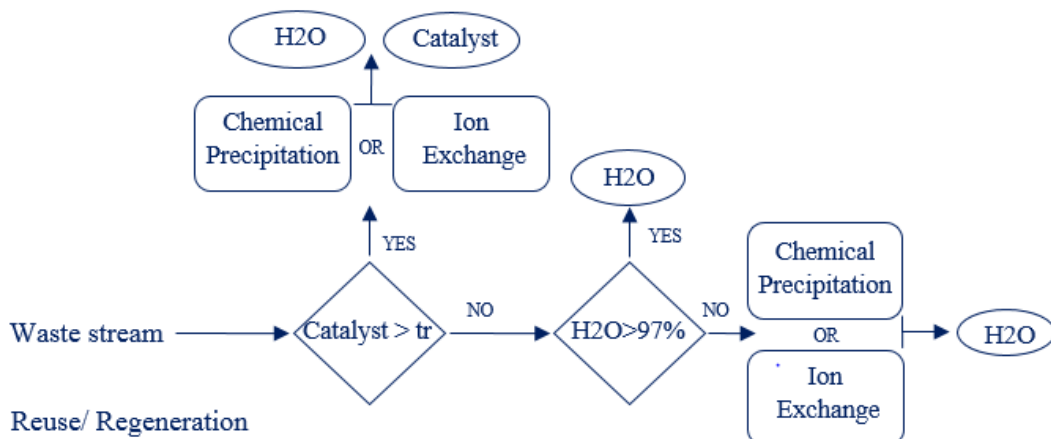 H2O
Catalyst
Chemical
Precipitation
OR
Ion
Exchange
H2O
YES
YES
Chemical
Precipitation
Waste stream
Catalyst > tr
NO
H2O>97%
NO
OR
H2O
Ion
Exchange
Reuse/ Regeneration